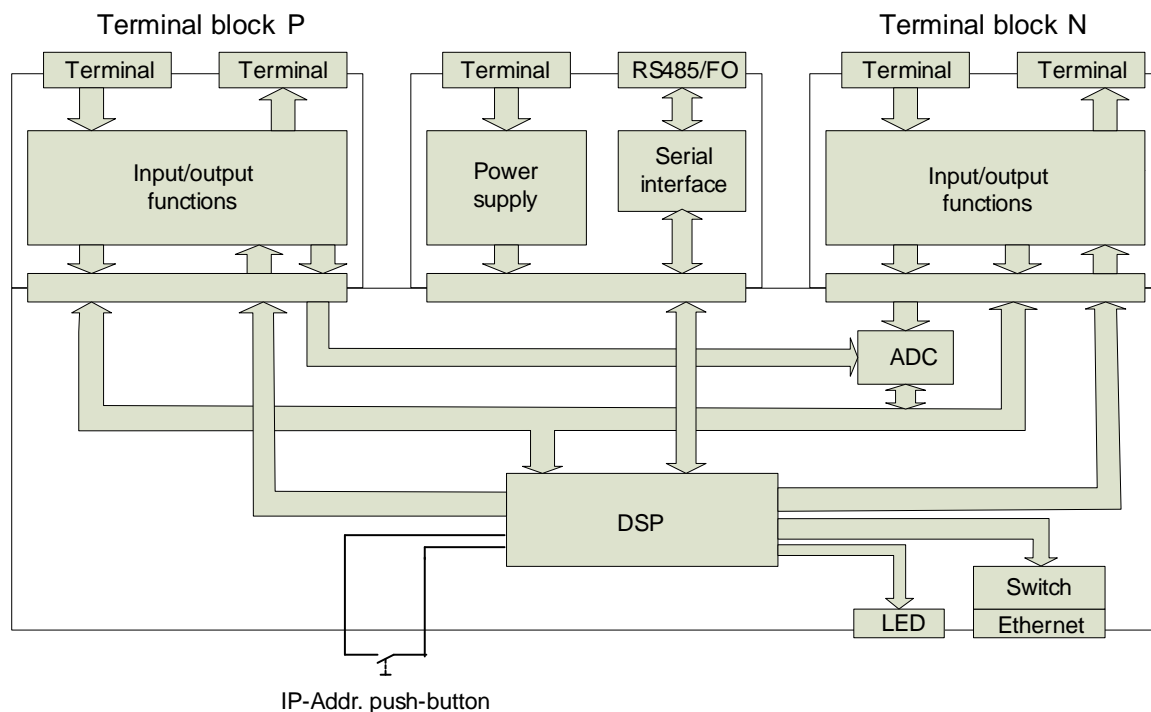 Terminal block P
Terminal block N
Terminal
Terminal
Terminal
RS485/FO
Terminal
Terminal
Input/output
functions
Power
supply
Serial
interface
Input/output
functions
ADC
DSP
Switch
LED
Ethernet
IP-Addr. push-button